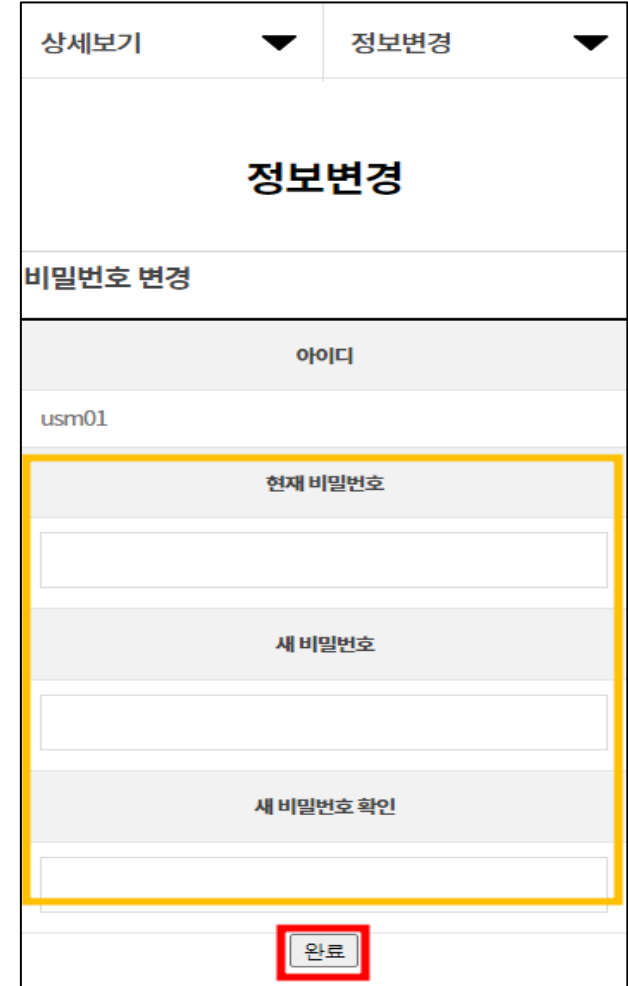 상세보기 정보변경
정보변경
비밀번호 변경
아이디
usm01
현재 비밀번호
새 비밀번호
새 비밀번호 확인
완료